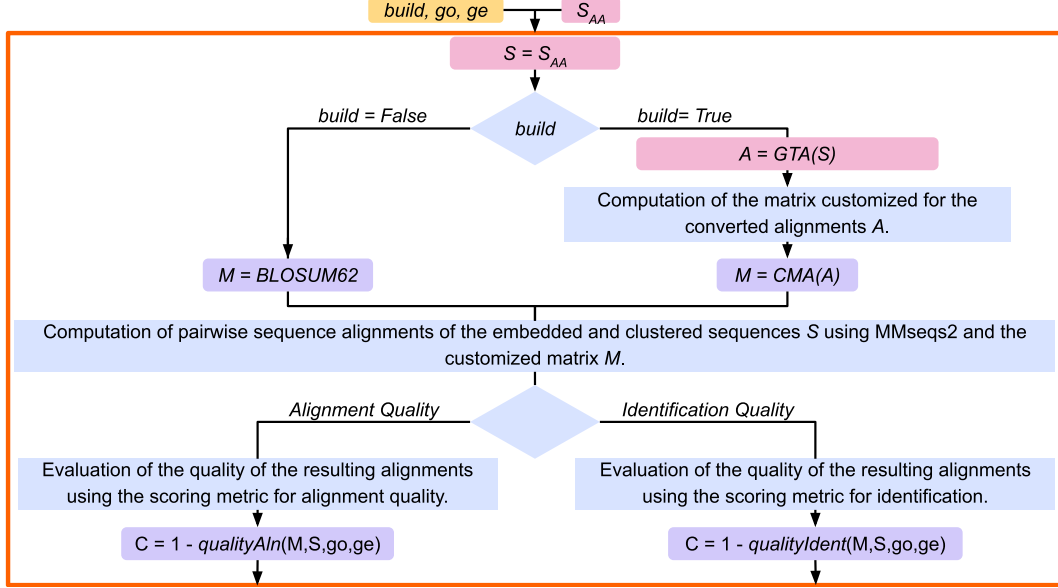 build, go, ge
S_AA
S = S_AA
build = False
build= True
build
A = GTA(S)
Computation of the matrix customized for the
converted alignments A.
M = BLOSUM62
M = CMA(A)
Computation of pairwise sequence alignments of the embedded and clustered sequences S using MMseqs2 and the
customized matrix M.
Alignment Quality
Identification Quality
Evaluation of the quality of the resulting alignments
using the scoring metric for alignment quality.
Evaluation of the quality of the resulting alignments
using the scoring metric for identification.
C = 1 - qualityAln(M,S,go,ge)
C = 1 - qualityIdent(M,S,go,ge)